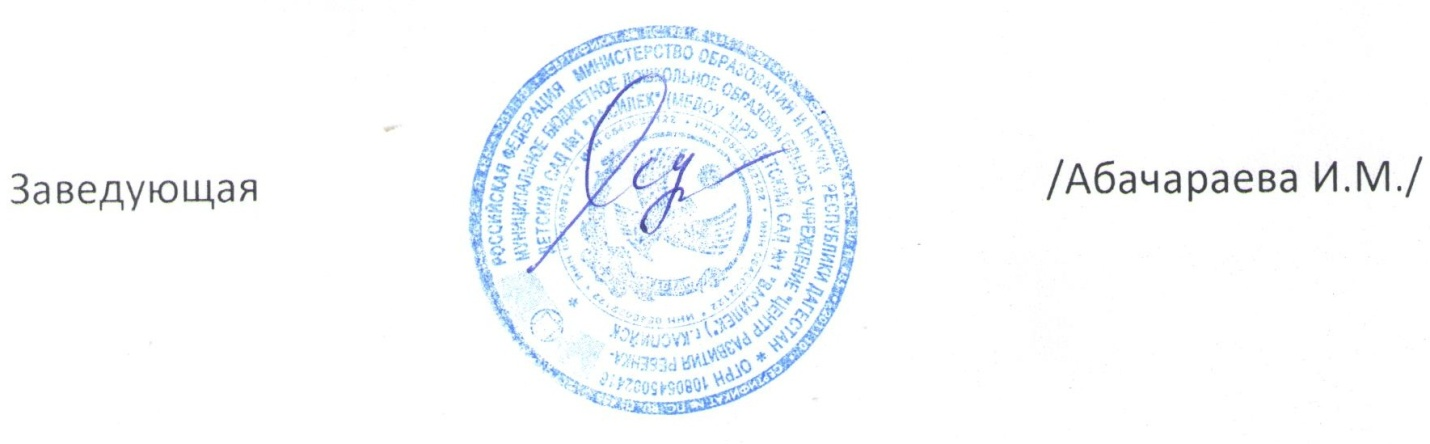 Заведующая
/Абачараева И.М./
РОССИЙСКАЯ ФЕДЕРАЦИЯ МИНИСТЕРСТВО ОБРАЗОВАНИЯ И НАУКИ РЕСПУБЛИКИ ДАГЕСТАН * ОГРН 1080545002416
МУНИЦИПАЛЬНОЕ БЮДЖЕТНОЕ ДОШКОЛЬНОЕ ОБРАЗОВАТЕЛЬНОЕ УЧРЕЖДЕНИЕ "ЦЕНТР РАЗВИТИЯ РЕБЕНКА-
ДЕТСКИЙ САД №1 "ВАСИЛЕК" (МБДОУ "ЦРР ДЕТСКИЙ САД №1 "ВАСИЛЕК") г.КАСПИЙСК